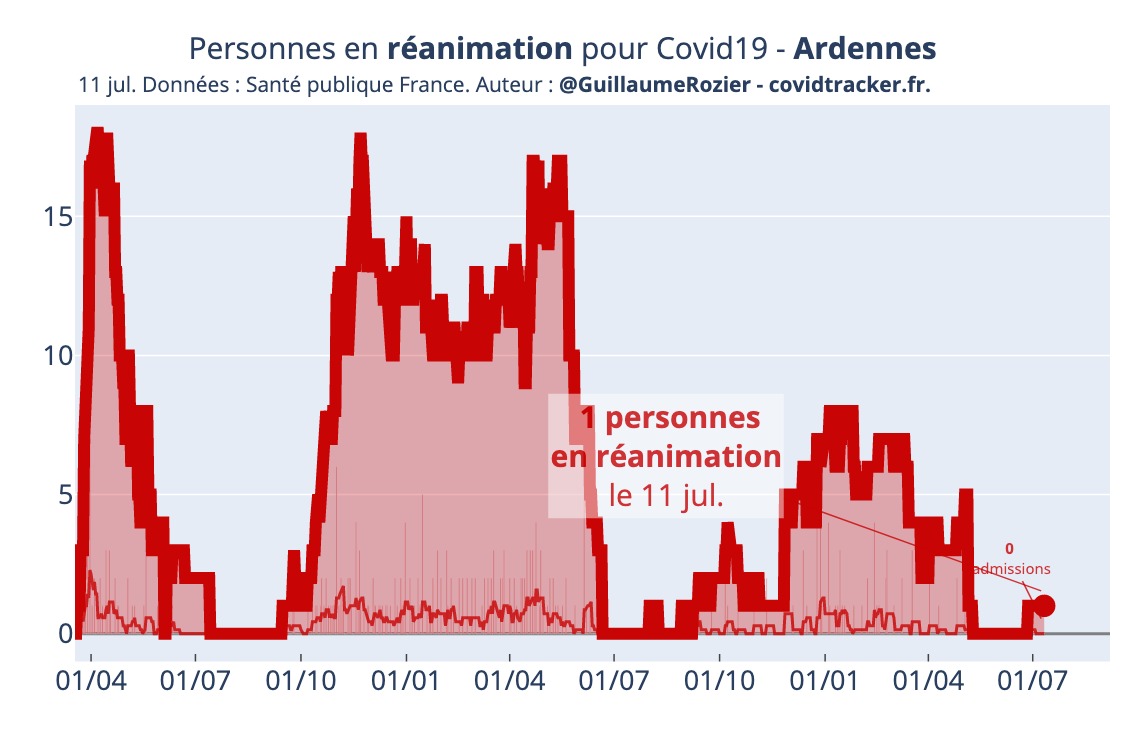 Personnes en réanimation pour Covid19 - Ardennes
11 jul. Données : Santé publique France. Auteur : @GuillaumeRozier - covidtracker.fr.
15
10
5
0
1 personnes
en réanimation
le 11 jul.
0
admissions
01/04 01/07 01/10 01/01 01/04 01/07 01/10 01/01 01/04 01/07